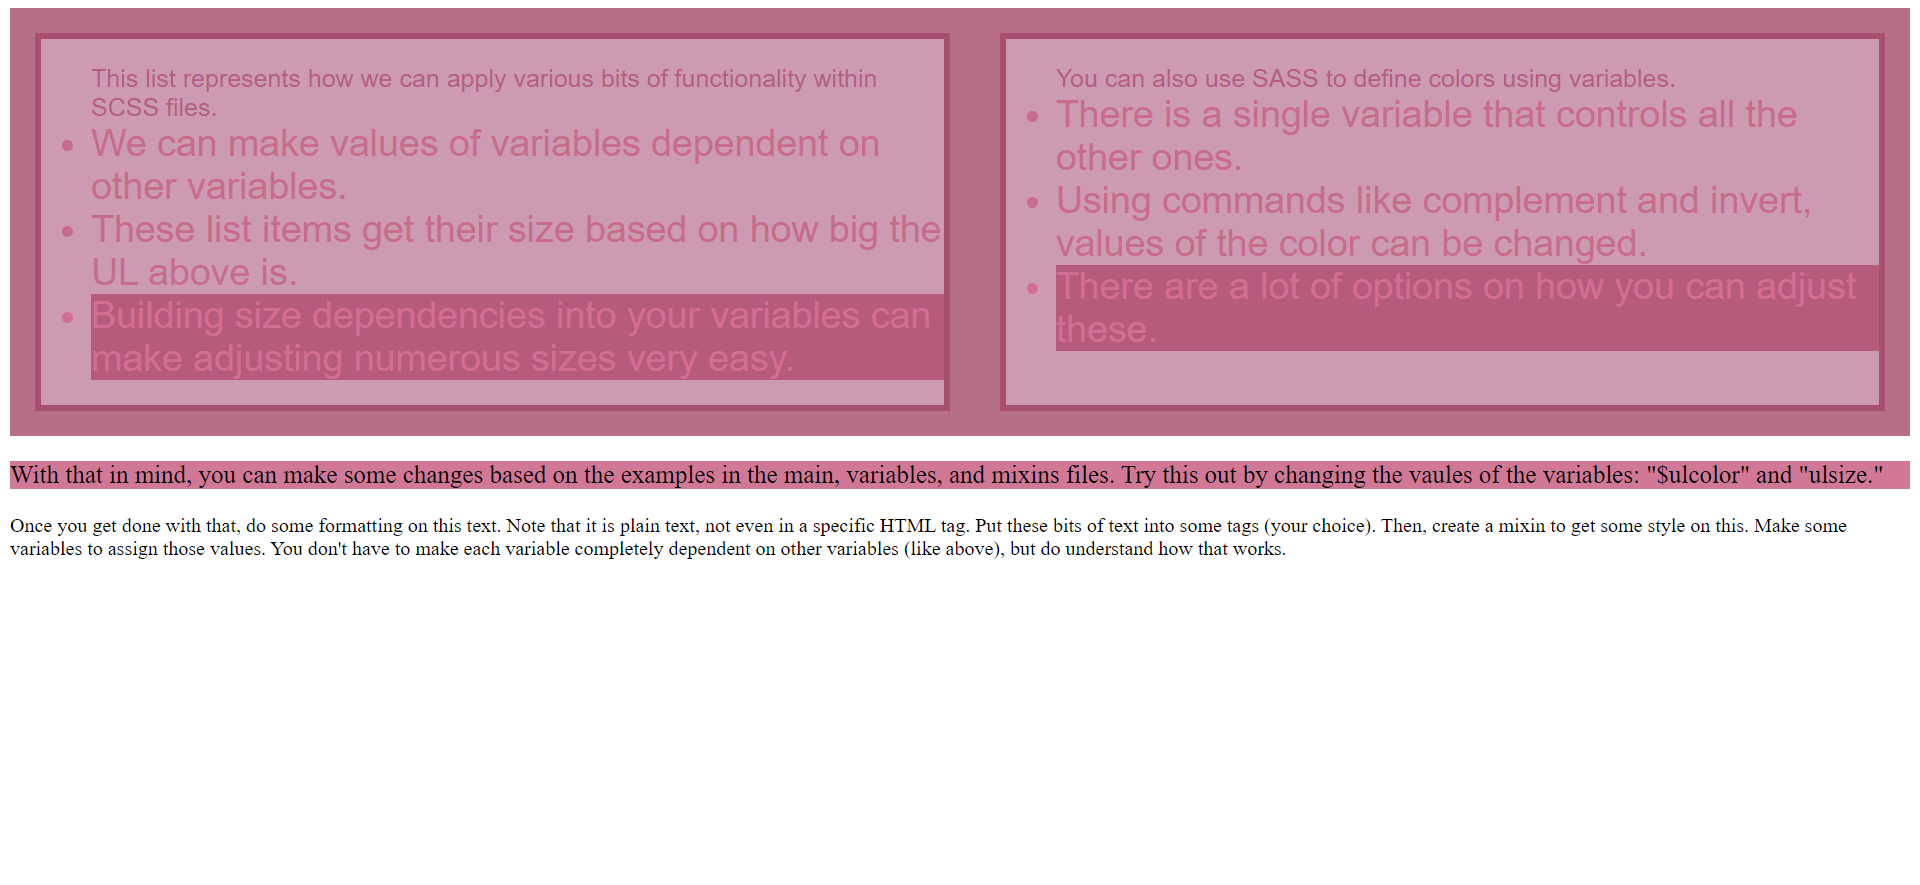 This list represents how we can apply various bits of functionality within
SCSS files.
We can make values of variables dependent on
other variables.
These list items get their size based on how big the
UL above is.
Building size dependencies into your variables can
make adjusting numerous sizes very easy.
You can also use SASS to define colors using variables.
There is a single variable that controls all the
other ones.
Using commands like complement and invert,
values of the color can be changed.
There are a lot of options on how you can adjust
these.
With that in mind, you can make some changes based on the examples in the main, variables, and mixins files. Try this out by changing the vaules of the variables: "$ulcolor" and "ulsize."
Once you get done with that, do some formatting on this text. Note that it is plain text, not even in a specific HTML tag. Put these bits of text into some tags (your choice). Then, create a mixin to get some style on this. Make some
variables to assign those values. You don't have to make each variable completely dependent on other variables (like above), but do understand how that works.